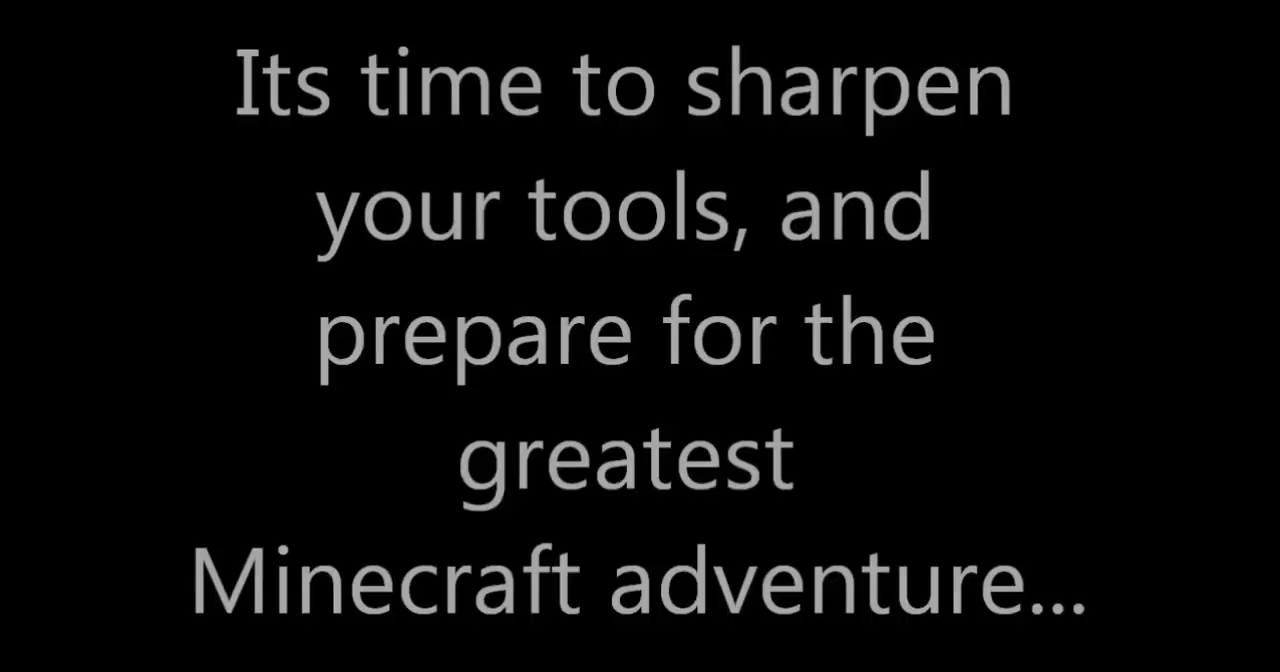 Its time to sharpen
your tools, and
prepare for the
greatest
Minecraft adventure...